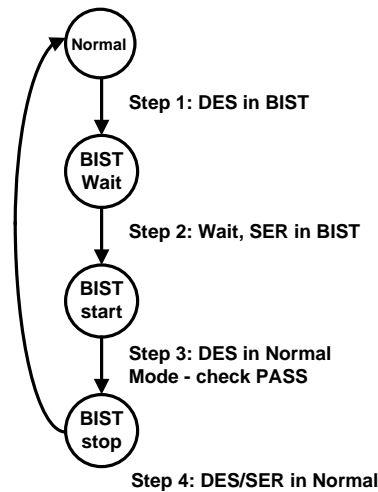 Normal
Step 1: DES in BIST
BIST
Wait
Step 2: Wait, SER in BIST
BIST
start
Step 3: DES in Normal
Mode - check PASS
BIST
stop
Step 4: DES/SER in Normal